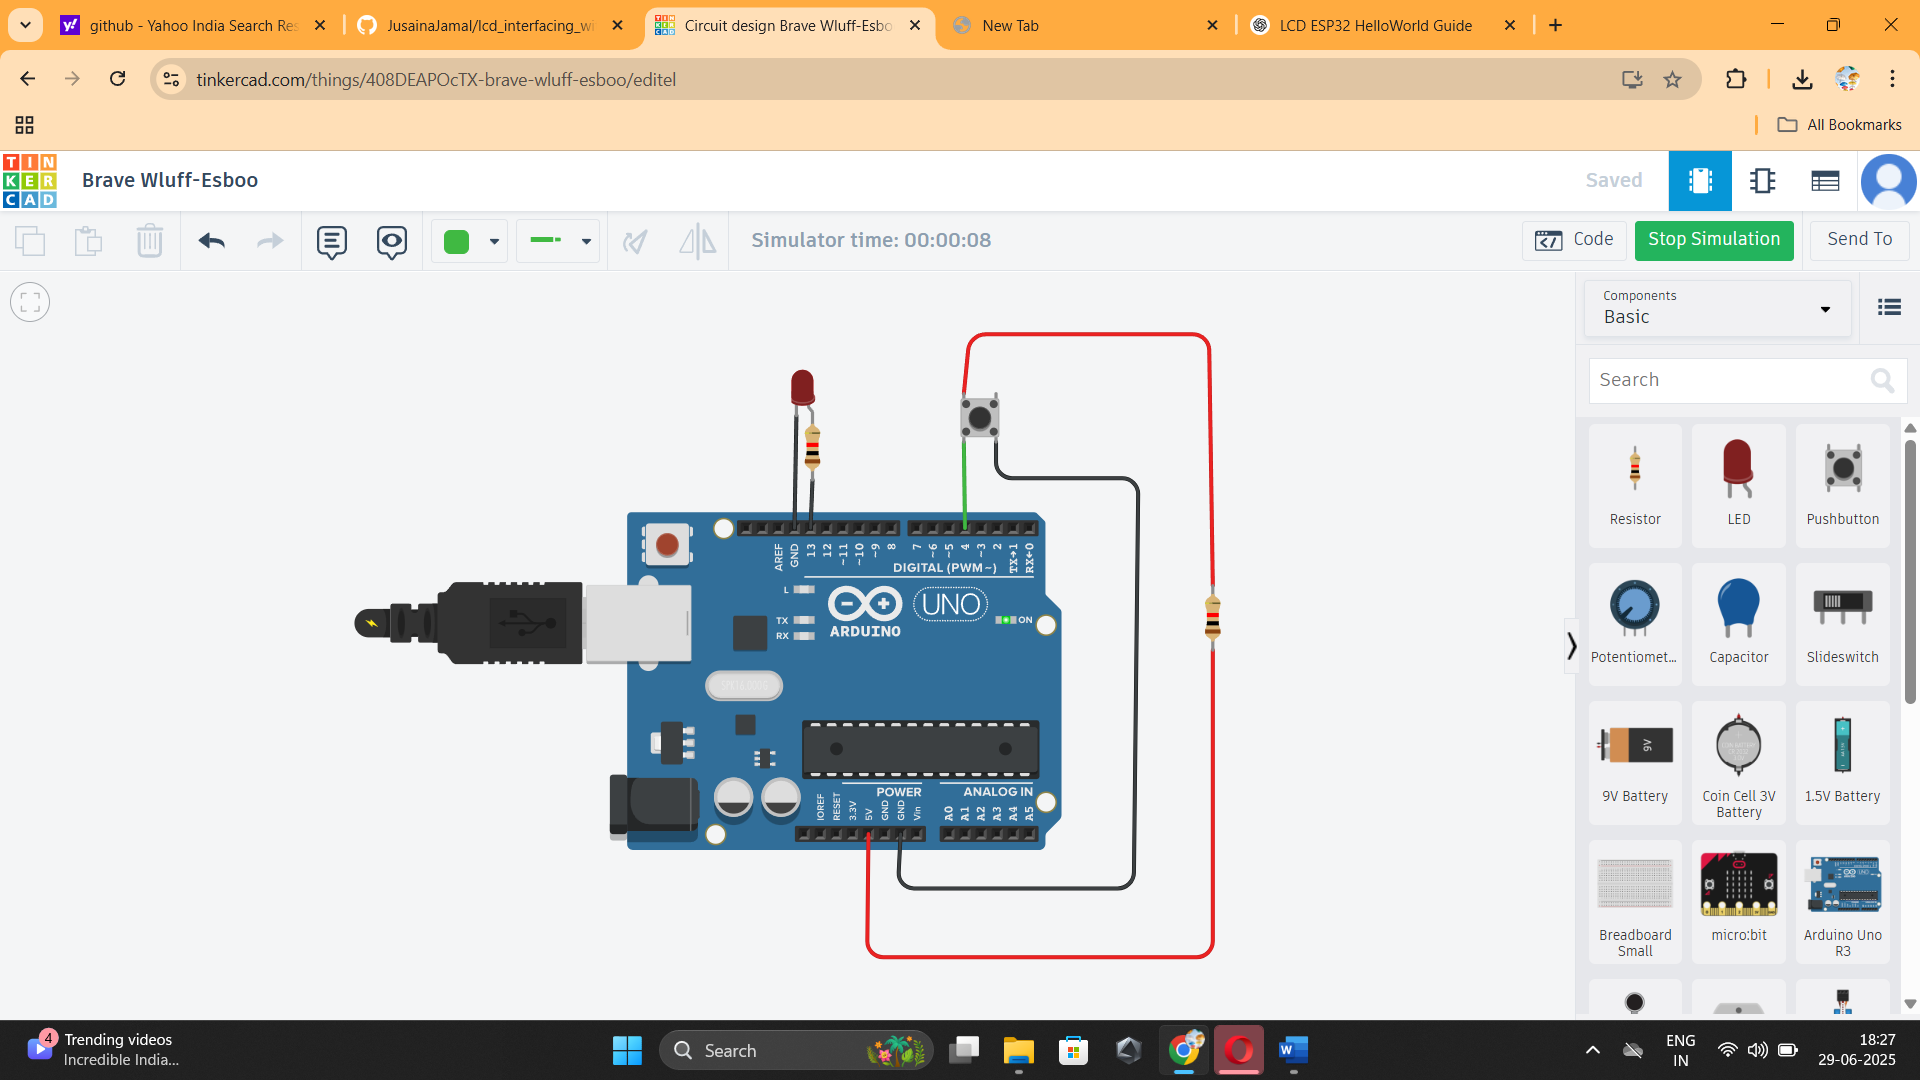 github - Yahoo India Search Res
JusainaJamal/lcd_interfacing_wi
Circuit design Brave Wluff-Esbo
New Tab
LCD ESP32 HelloWorld Guide
tinkercad.com/things/408DEAPOcTX-brave-wluff-esboo/editel
All Bookmarks
TIN
KER
CAD
Brave Wluff-Esboo
Saved
Simulator time: 00:00:08
Code
Stop Simulation
Send To
Components
Basic
Search
Resistor
LED
Pushbutton
Potentiomet...
Capacitor
Slideswitch
9V
9V Battery
Coin Cell 3V
Battery
1.5V Battery
Breadboard
Small
micro:bit
Arduino Uno
R3
AREF
GND
13
12
~11
~10
~9
8
7
~6
~5
4
~3
2
TX→1
RX←0
DIGITAL (PWM~)
L
TX
RX
ARDUINO
UNO
ON
POWER
ANALOG IN
IOREF
RESET
3.3V
5V
GND
GND
Vin
A0
A1
A2
A3
A4
A5
4
Trending videos
Incredible India...
Search
ENG
IN
18:27
29-06-2025